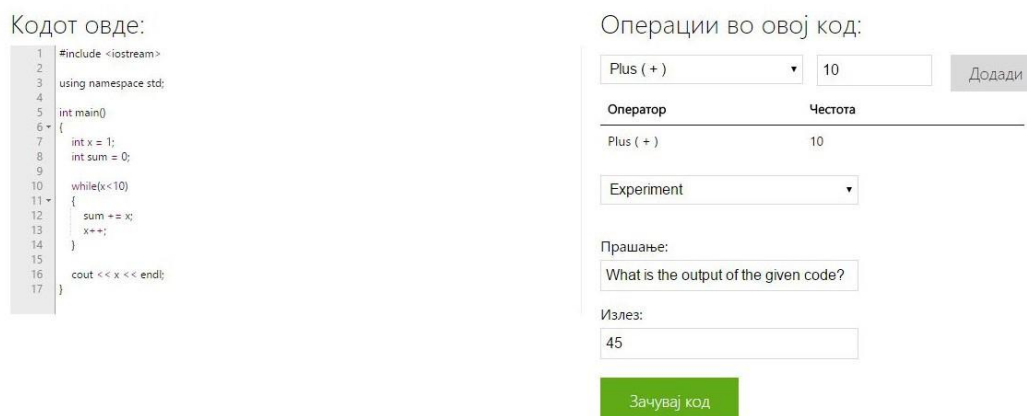 Кодот овде:
1 #include <iostream>
2
3 using namespace std;
4
5 int main()
6 {
7 int x = 1;
8 int sum = 0;
9
10 while(x<10)
11 {
12 sum += x;
13 x++;
14 }
15
16 cout << x << endl;
17 }
Операции во овој код:
Plus ( + ) 10 Додади
Оператор Честота
Plus ( + ) 10
Experiment
Прашање:
What is the output of the given code?
Излез:
45
Зачувај код